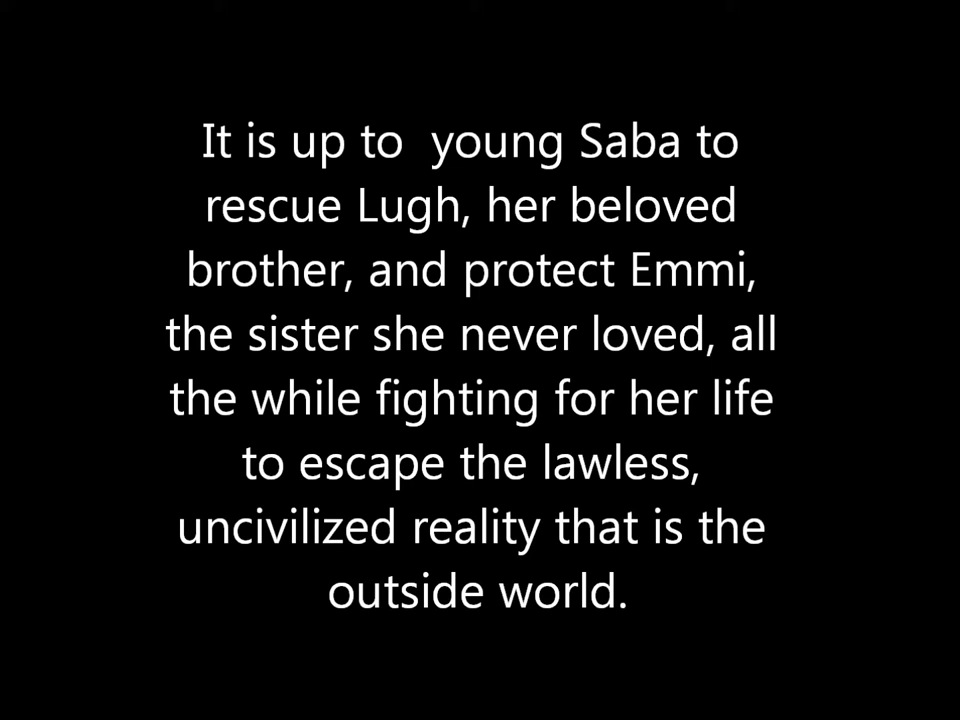 It is up to  young Saba to
rescue Lugh, her beloved
brother, and protect Emmi,
the sister she never loved, all
the while fighting for her life
to escape the lawless,
uncivilized reality that is the
outside world.